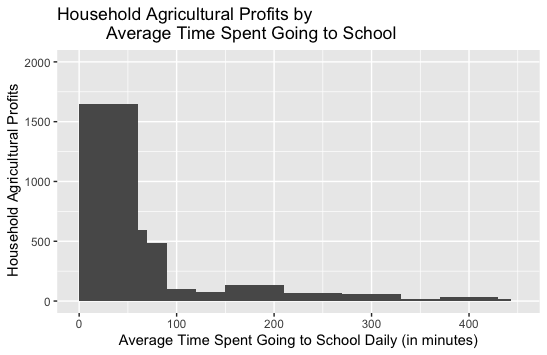 Household Agricultural Profits by
Average Time Spent Going to School
2000
1500
1000
500
0
Household Agricultural Profits
0 100 200 300 400
Average Time Spent Going to School Daily (in minutes)